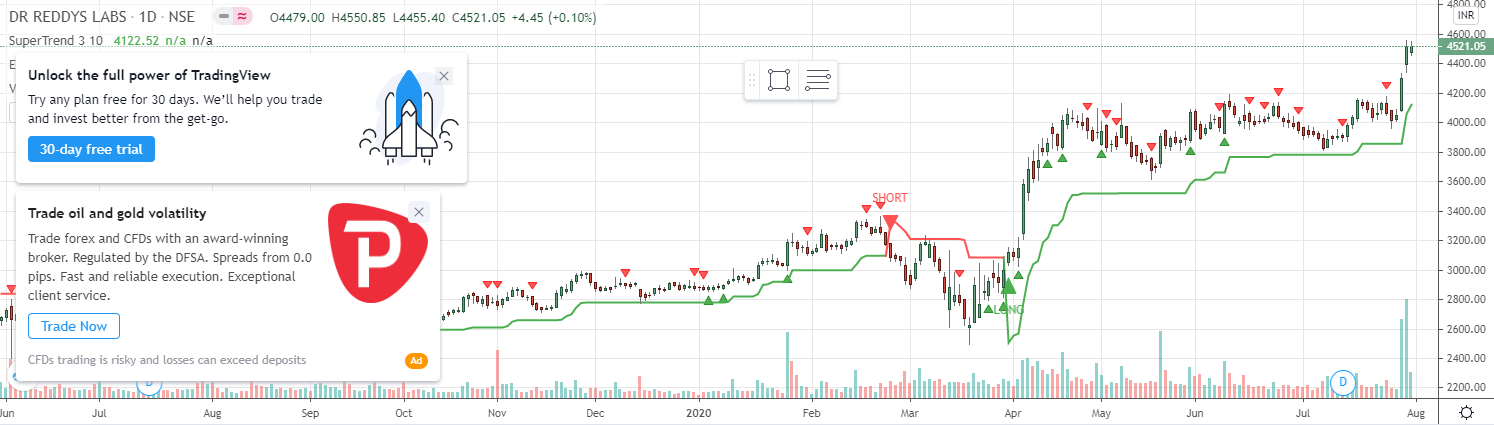 DR REDDYS LABS · 1D · NSE
O4479.00 H4550.85 L4455.40 C4521.05 +4.45 (+0.10%)
SuperTrend 3 10 4122.52 n/a n/a
E
V
Unlock the full power of TradingView
Try any plan free for 30 days. We'll help you trade
and invest better from the get-go.
30-day free trial
Trade oil and gold volatility
Trade forex and CFDs with an award-winning
broker. Regulated by the DFSA. Spreads from 0.0
pips. Fast and reliable execution. Exceptional
client service.
Trade Now
CFDs trading is risky and losses can exceed deposits
Ad
P
SHORT
LONG
D
D
4800.00
INR
4600.00
4521.05
4400.00
4200.00
4000.00
3800.00
3600.00
3400.00
3200.00
3000.00
2800.00
2600.00
2400.00
2200.00
Jun Jul Aug Sep Oct Nov Dec 2020 Feb Mar Apr May Jun Jul Aug